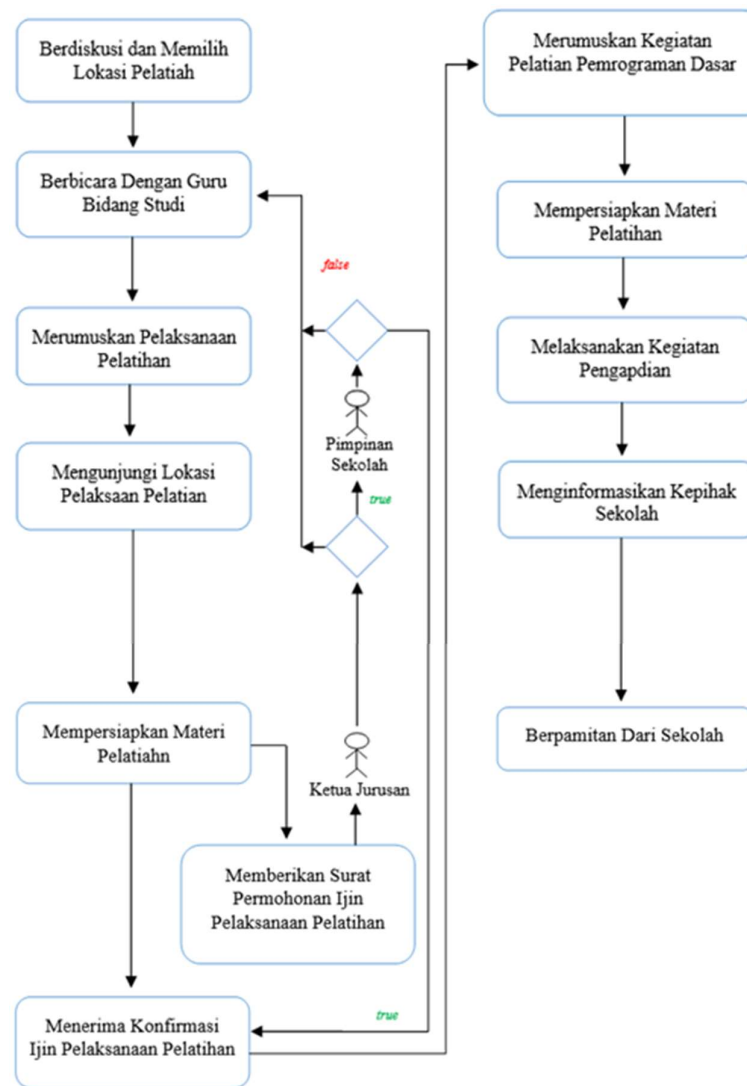 Berdiskusi dan Memilih
Lokasi Pelatiah
Berbicara Dengan Guru
Bidang Studi
Merumuskan Pelaksanaan
Pelatihan
Mengunjungi Lokasi
Pelaksaan Pelatian
Mempersiapkan Materi
Pelatiahn
Memberikan Surat
Permohonan Ijin
Pelaksanaan Pelatihan
Ketua Jurusan
true
Pimpinan
Sekolah
false
true
Menerima Konfirmasi
Ijin Pelaksanaan Pelatihan
Merumuskan Kegiatan
Pelatian Pemrograman Dasar
Mempersiapkan Materi
Pelatihan
Melaksanakan Kegiatan
Pengapdian
Menginformasikan Kepihak
Sekolah
Berpamitan Dari Sekolah